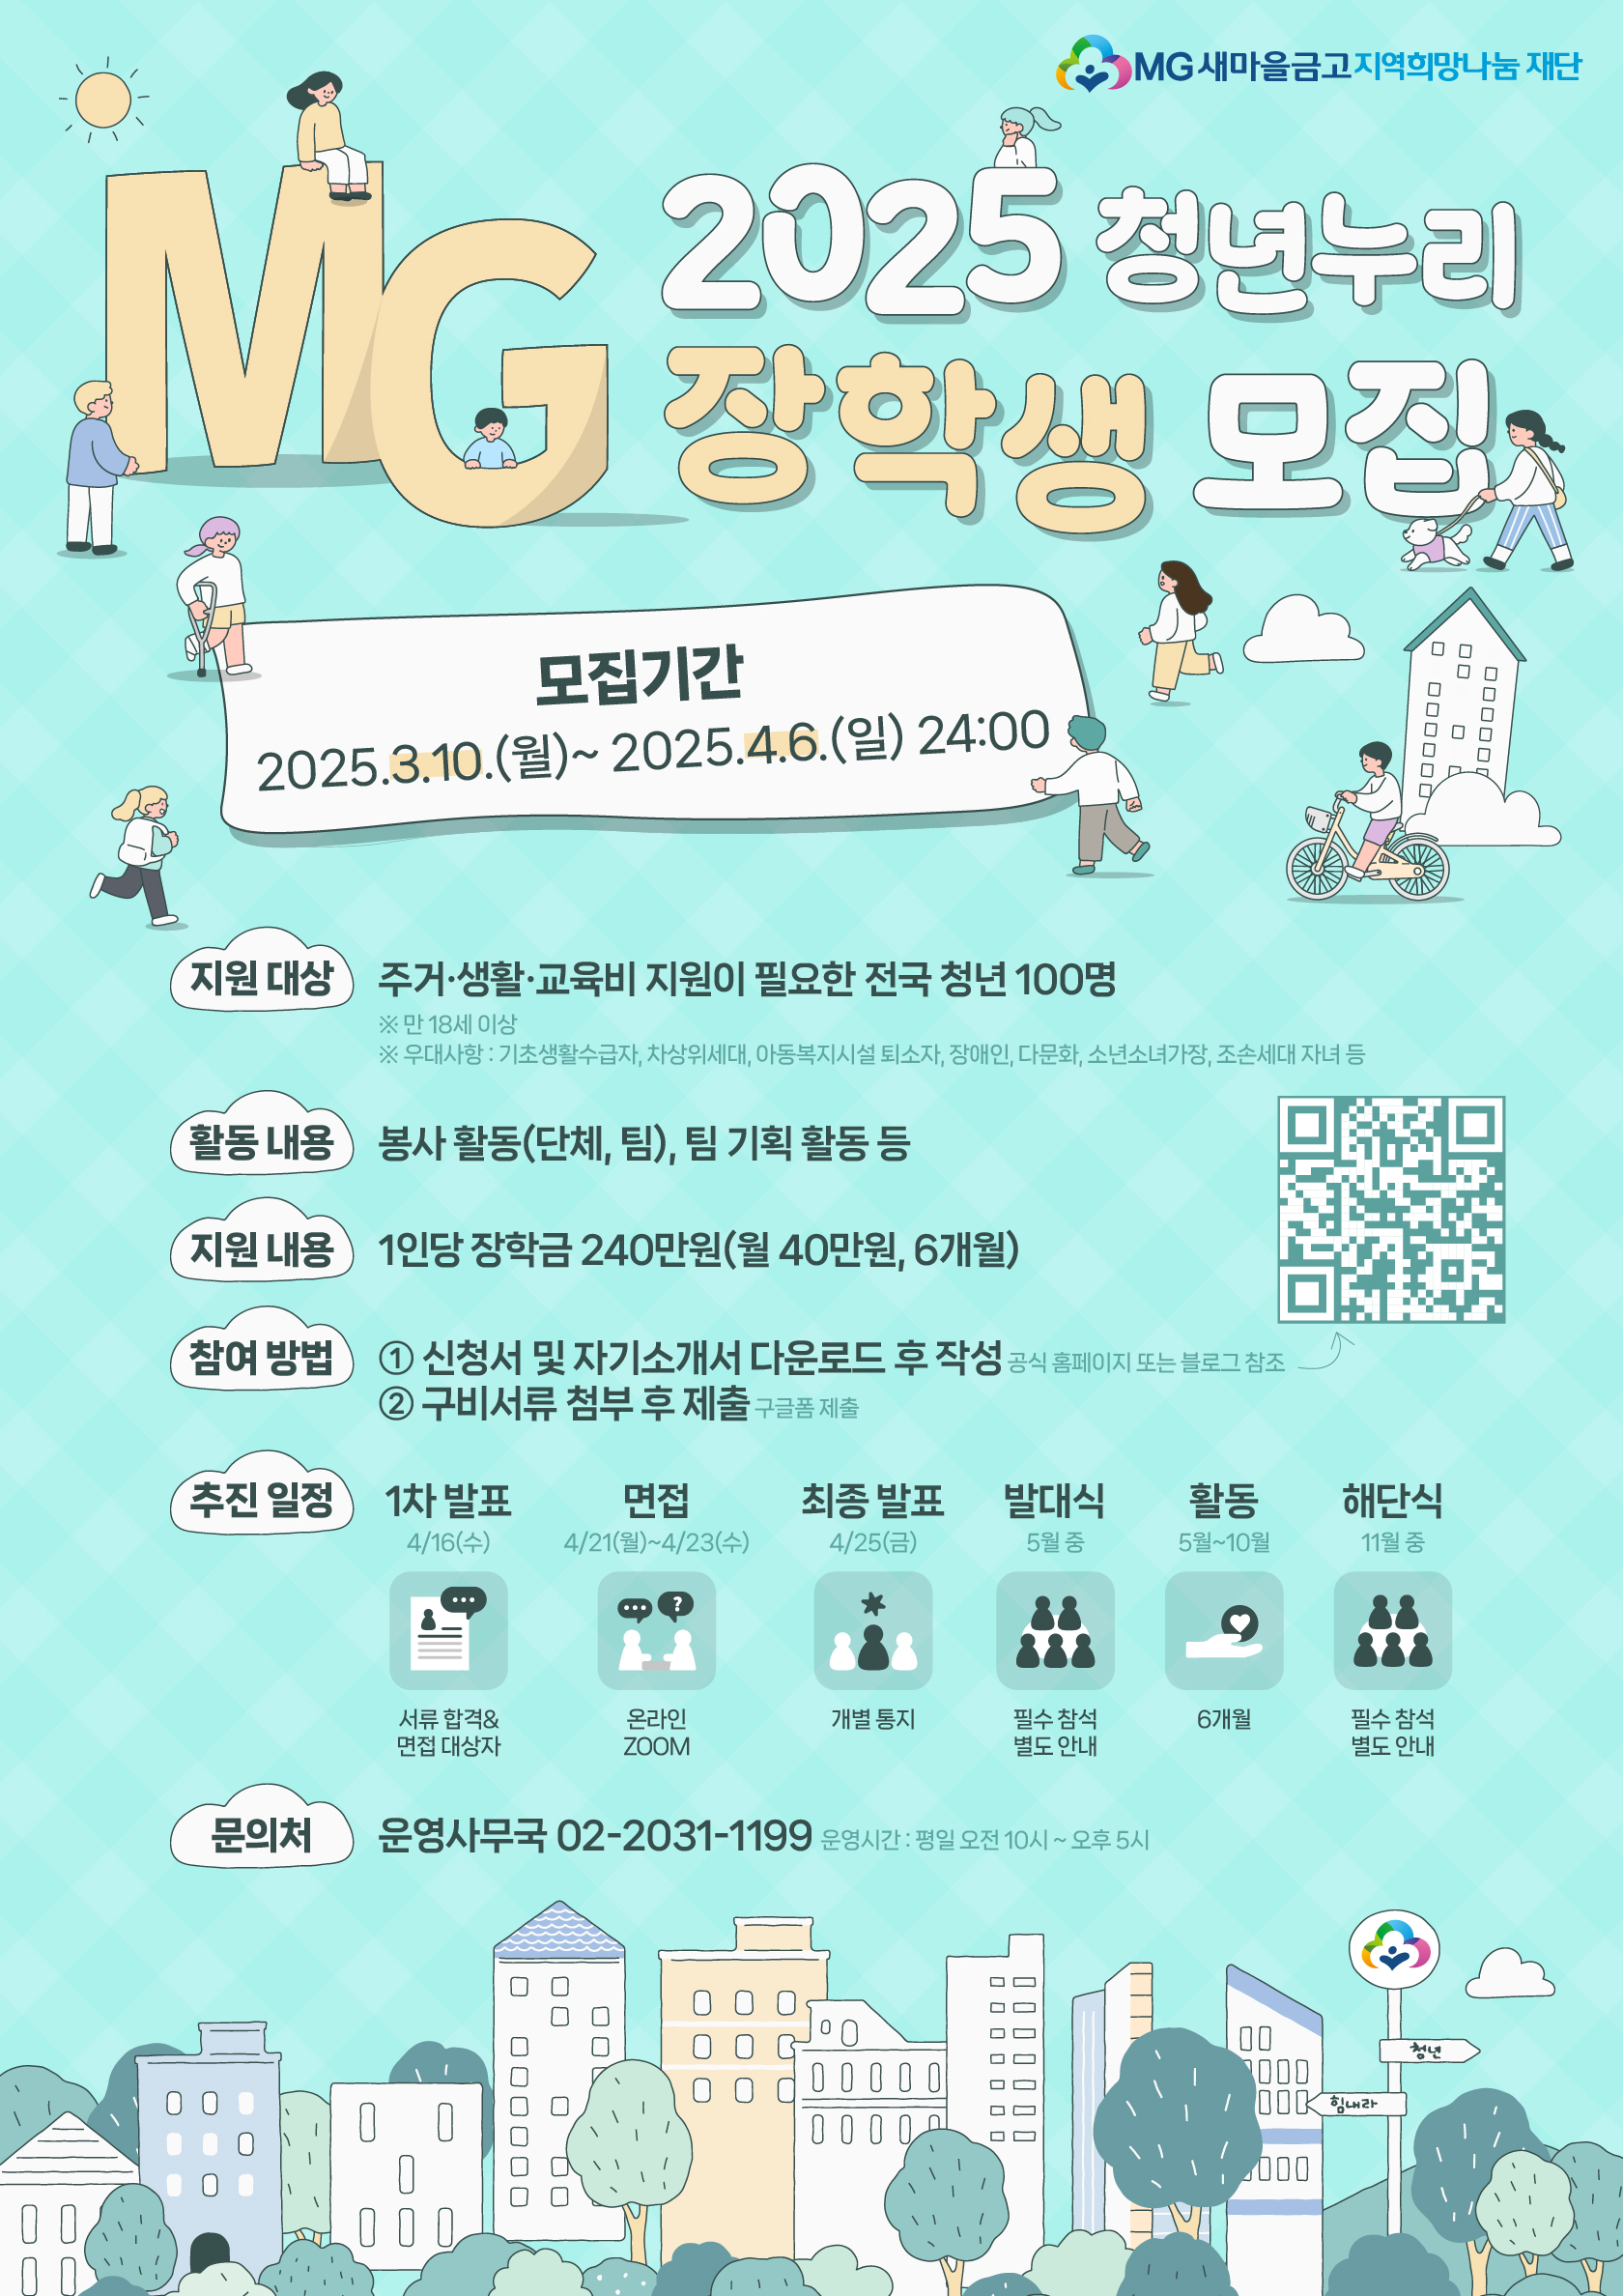 MG새마을금고지역희망나눔 재단
MG
2025 청년누리
장학생 모집
모집기간
2025.3.10.(월)~ 2025.4.6.(일) 24:00
지원 대상
주거·생활·교육비 지원이 필요한 전국 청년 100명
※ 만 18세 이상
※ 우대사항 : 기초생활수급자, 차상위세대, 아동복지시설 퇴소자, 장애인, 다문화, 소년소녀가장, 조손세대 자녀 등
활동 내용
봉사 활동(단체, 팀), 팀 기획 활동 등
지원 내용
1인당 장학금 240만원(월 40만원, 6개월)
참여 방법
① 신청서 및 자기소개서 다운로드 후 작성 공식 홈페이지 또는 블로그 참조
② 구비서류 첨부 후 제출 구글폼 제출
추진 일정
1차 발표
4/16(수)
서류 합격&
면접 대상자
면접
4/21(월)~4/23(수)
?
온라인
ZOOM
최종 발표
4/25(금)
개별 통지
발대식
5월 중
필수 참석
별도 안내
활동
5월~10월
6개월
해단식
11월 중
필수 참석
별도 안내
문의처
운영사무국 02-2031-1199 운영시간 : 평일 오전 10시 ~ 오후 5시
청년
힘내라